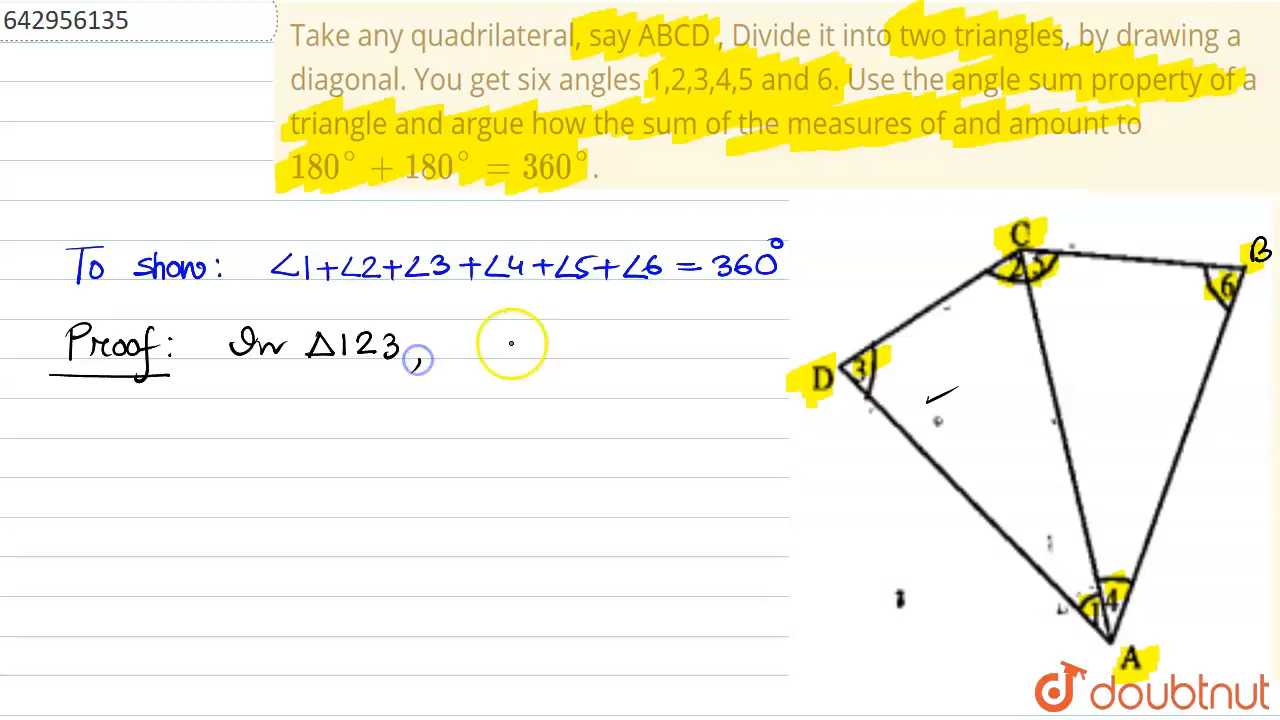 642956135
Take any quadrilateral, say ABCD , Divide it into two triangles, by drawing a
diagonal. You get six angles 1,2,3,4,5 and 6. Use the angle sum property of a
triangle and argue how the sum of the measures of and amount to
180° + 180° = 360°.
To show: ∠1+∠2+∠3+∠4+∠5+∠6 = 360°
Proof: In △123,
C
B
2 5
6
D
3
1 4
A
doubtnut